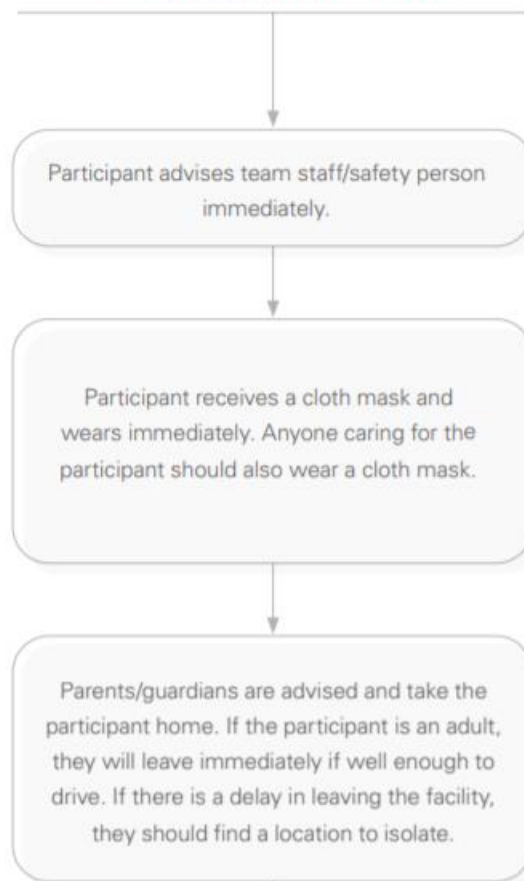 Participant advises team staff/safety person
immediately.
Participant receives a cloth mask and
wears immediately. Anyone caring for the
participant should also wear a cloth mask.
Parents/guardians are advised and take the
participant home. If the participant is an adult,
they will leave immediately if well enough to
drive. If there is a delay in leaving the facility,
they should find a location to isolate.